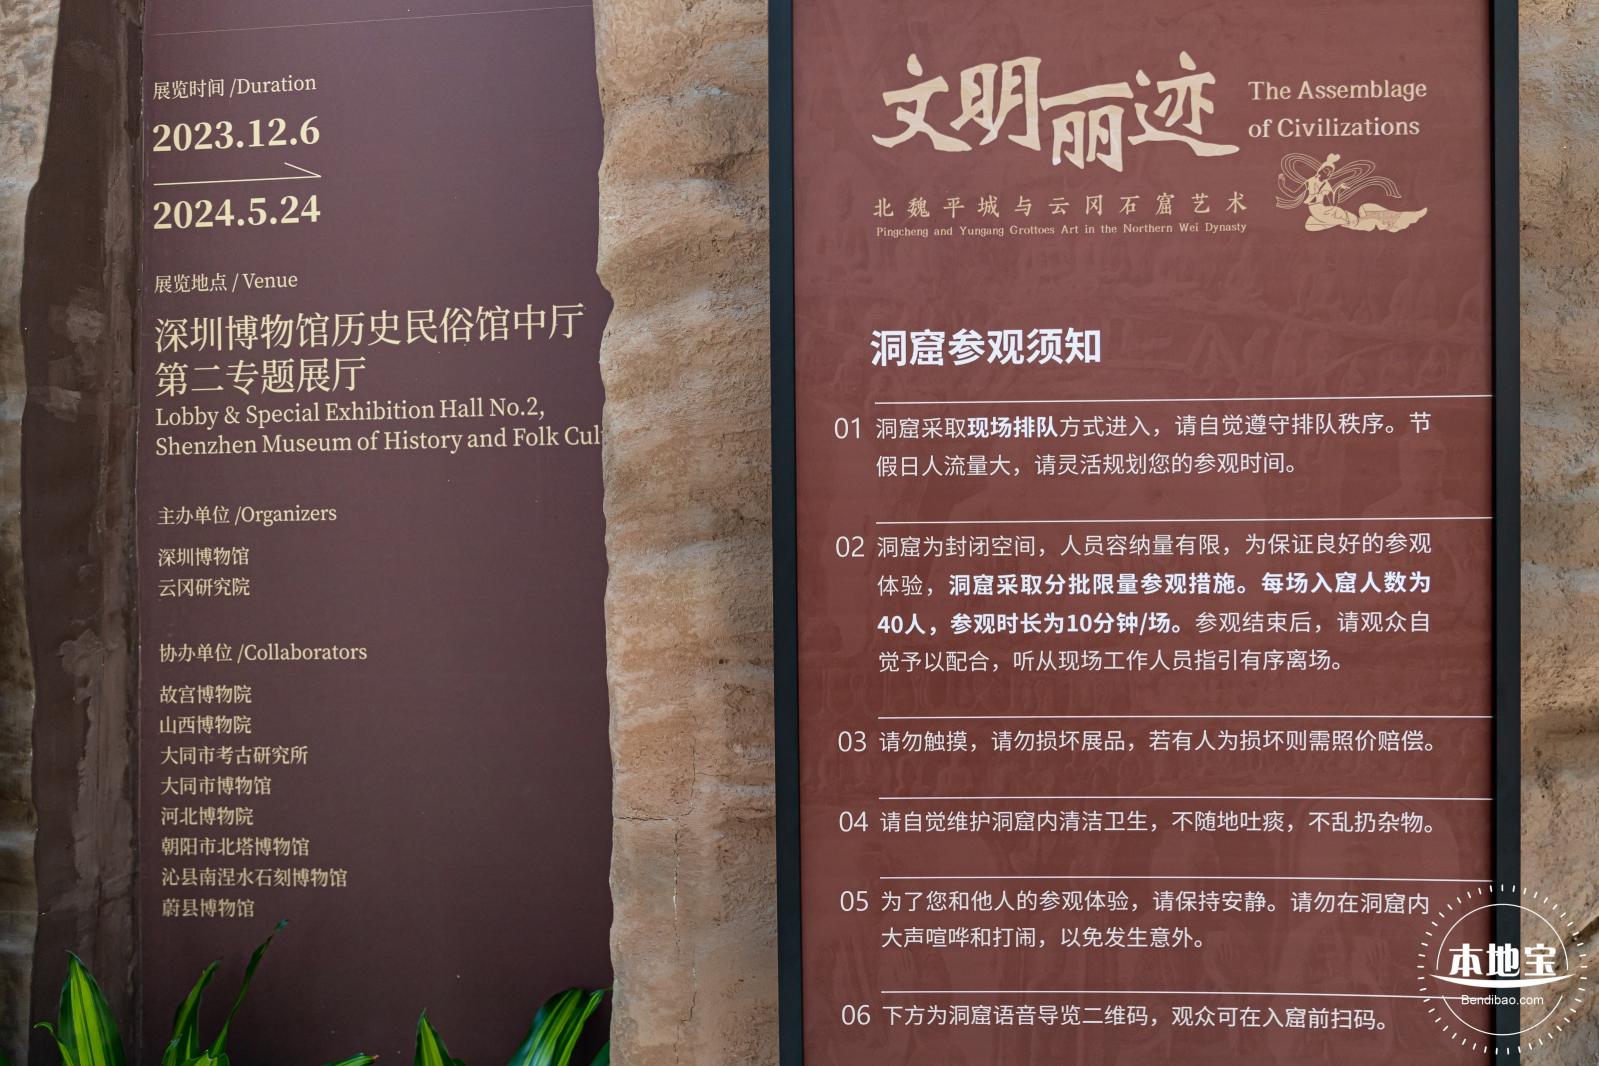 展览时间 /Duration
2023.12.6
2024.5.24
展览地点 / Venue
深圳博物馆历史民俗馆中厅
第二专题展厅
Lobby & Special Exhibition Hall No.2,
Shenzhen Museum of History and Folk Cul
主办单位 /Organizers
深圳博物馆
云冈研究院
协办单位 /Collaborators
故宫博物院
山西博物院
大同市考古研究所
大同市博物馆
河北博物院
朝阳市北塔博物馆
沁县南涅水石刻博物馆
蔚县博物馆
文明丽迹
The Assemblage
of Civilizations
北魏平城与云冈石窟艺术
Pingcheng and Yungang Grottoes Art in the Northern Wei Dynasty
洞窟参观须知
01 洞窟采取现场排队方式进入，请自觉遵守排队秩序。节
假日人流量大，请灵活规划您的参观时间。
02 洞窟为封闭空间，人员容纳量有限，为保证良好的参观
体验，洞窟采取分批限量参观措施。每场入窟人数为
40人，参观时长为10分钟/场。参观结束后，请观众自
觉予以配合，听从现场工作人员指引有序离场。
03 请勿触摸，请勿损坏展品，若有人为损坏则需照价赔偿。
04 请自觉维护洞窟内清洁卫生，不随地吐痰，不乱扔杂物。
05 为了您和他人的参观体验，请保持安静。请勿在洞窟内
大声喧哗和打闹，以免发生意外。
06 下方为洞窟语音导览二维码，观众可在入窟前扫码。
本地宝
Bendibao.com